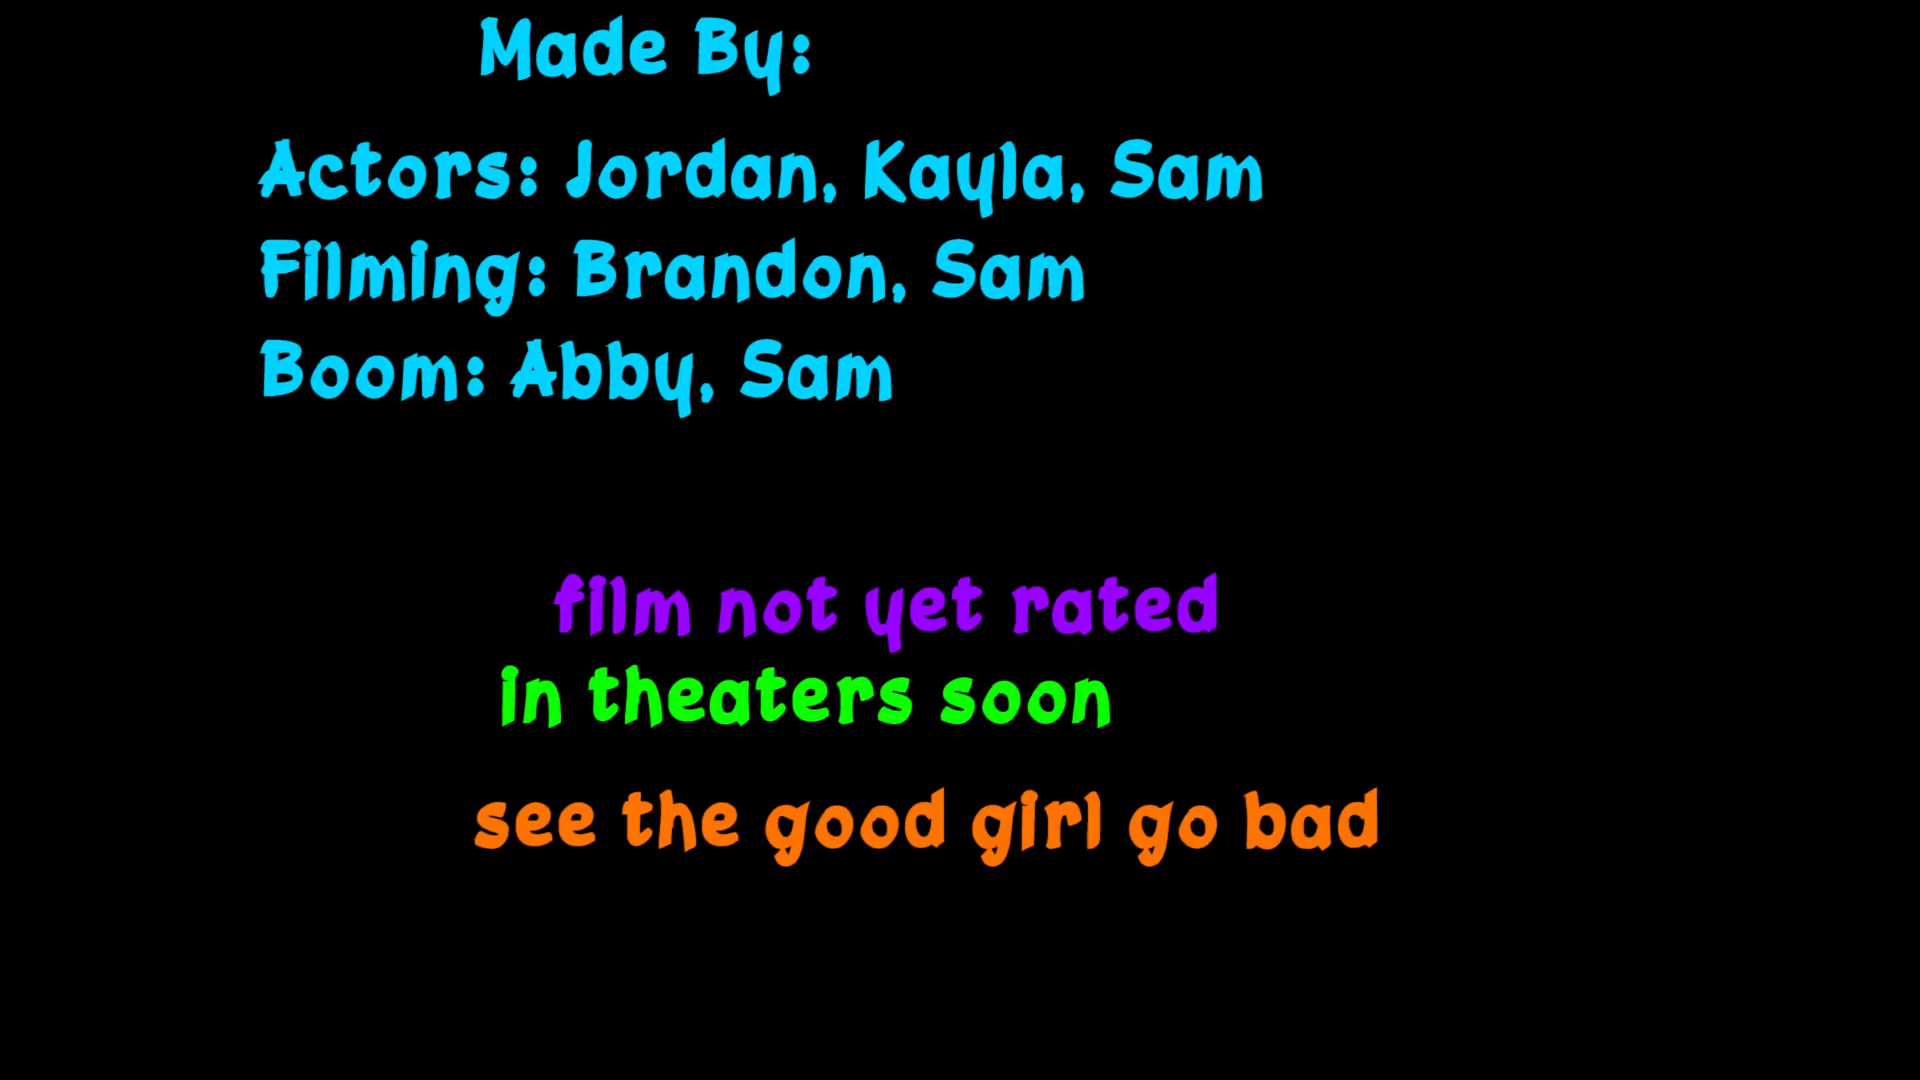 Made By:
Actors: Jordan, Kayla, Sam
Filming: Brandon, Sam
Boom: Abby, Sam
film not yet rated
in theaters soon
see the good girl go bad